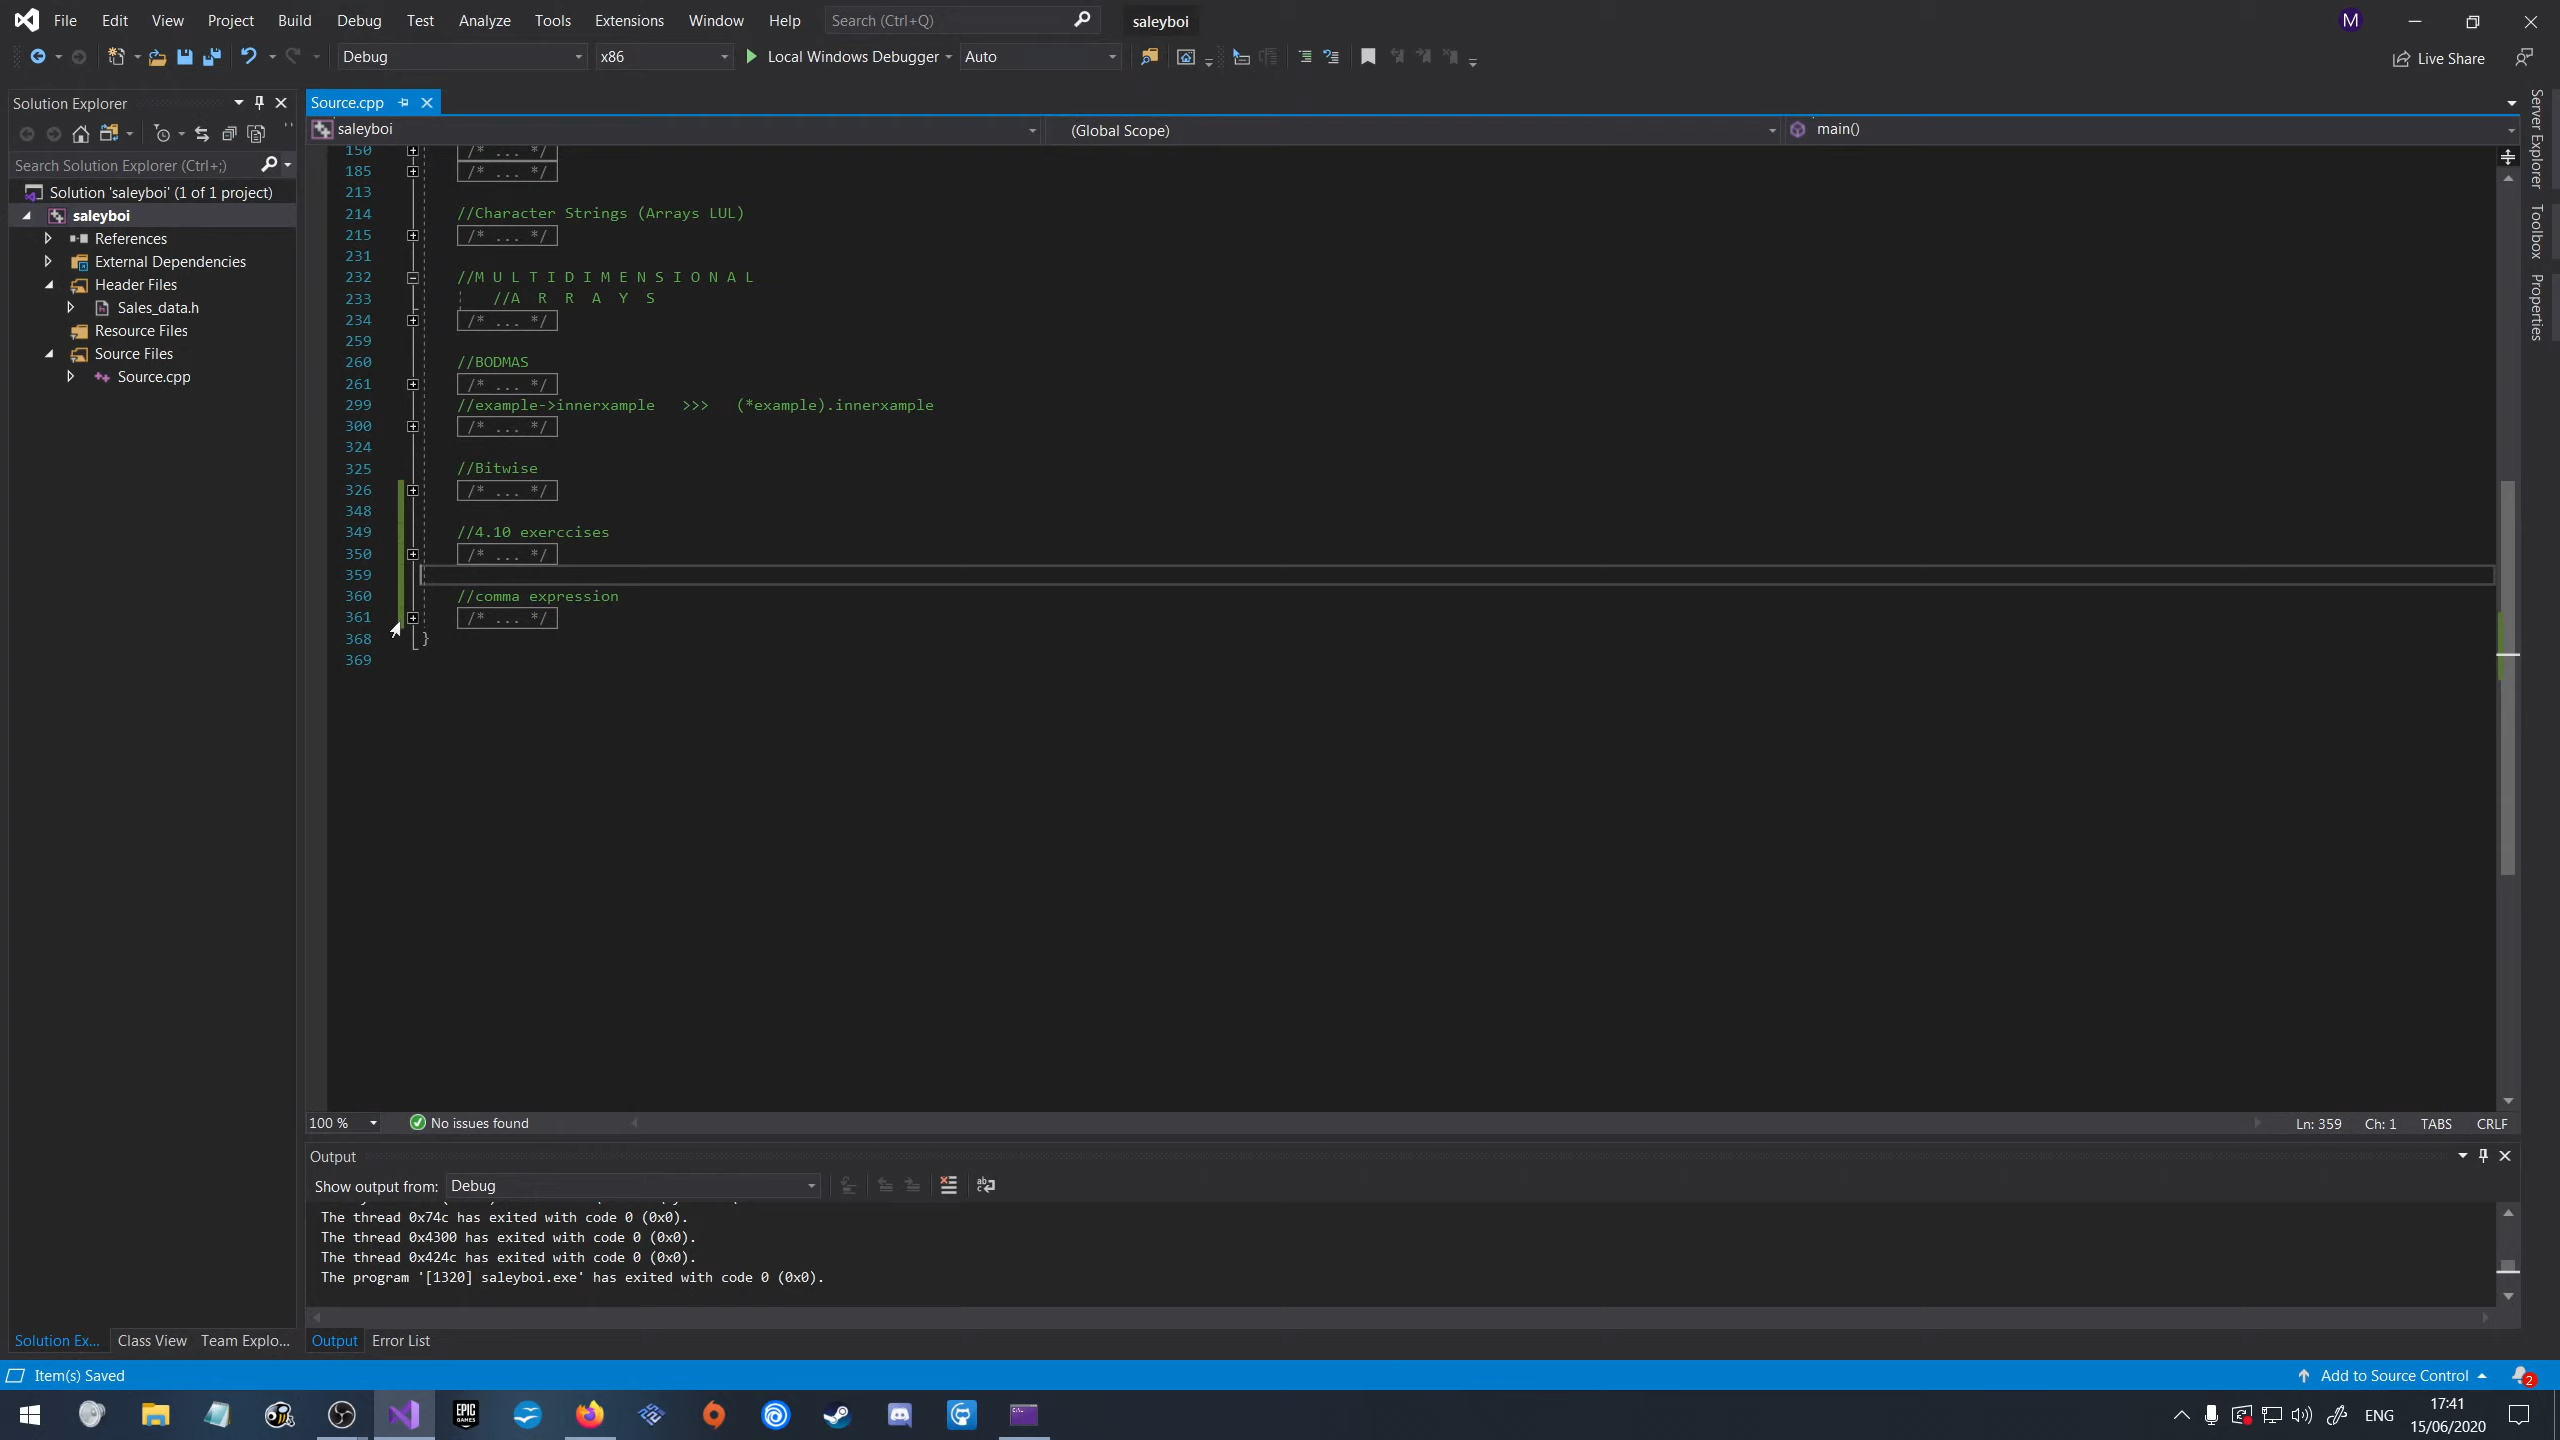 File Edit View Project Build Debug Test Analyze Tools Extensions Window Help Search (Ctrl+Q) saleyboi M
Debug x86 Local Windows Debugger Auto Live Share
Solution Explorer
Search Solution Explorer (Ctrl+;)
Solution 'saleyboi' (1 of 1 project)
saleyboi
References
External Dependencies
Header Files
Sales_data.h
Resource Files
Source Files
Source.cpp
Source.cpp
saleyboi (Global Scope) main()
150 /* ... */
185 /* ... */
213
214 //Character Strings (Arrays LUL)
215 /* ... */
231
232 //M U L T I D I M E N S I O N A L
233 //A R R A Y S
234 /* ... */
259
260 //BODMAS
261 /* ... */
299 //example->innerxample >>> (*example).innerxample
300 /* ... */
324
325 //Bitwise
326 /* ... */
348
349 //4.10 exerccises
350 /* ... */
359
360 //comma expression
361 /* ... */
368 }
369
Server Explorer
Toolbox
Properties
100 % No issues found Ln: 359 Ch: 1 TABS CRLF
Output
Show output from: Debug
The thread 0x74c has exited with code 0 (0x0).
The thread 0x4300 has exited with code 0 (0x0).
The thread 0x424c has exited with code 0 (0x0).
The program '[1320] saleyboi.exe' has exited with code 0 (0x0).
Solution Ex... Class View Team Explo... Output Error List
Item(s) Saved Add to Source Control 2
EPIC GAMES
ENG 17:41
15/06/2020